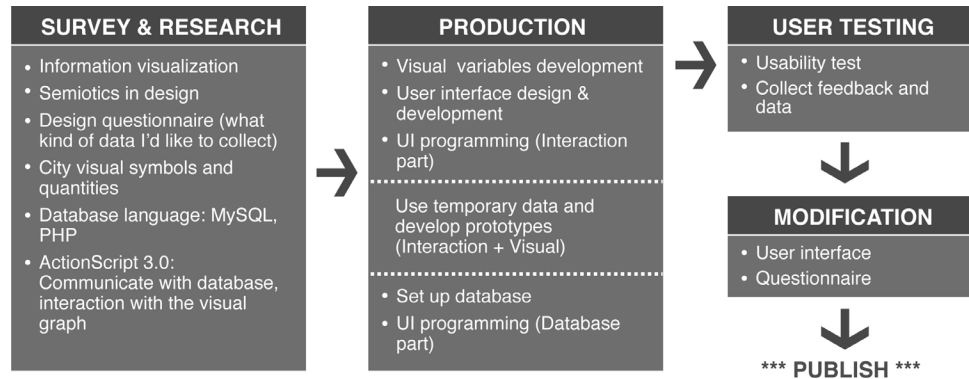 SURVEY & RESEARCH
• Information visualization
• Semiotics in design
• Design questionnaire (what
kind of data I'd like to collect)
• City visual symbols and
quantities
• Database language: MySQL,
PHP
• ActionScript 3.0:
Communicate with database,
interaction with the visual
graph
PRODUCTION
• Visual variables development
• User interface design &
development
• UI programming (Interaction
part)
Use temporary data and
develop prototypes
(Interaction + Visual)
• Set up database
• UI programming (Database
part)
USER TESTING
• Usability test
• Collect feedback and
data
MODIFICATION
• User interface
• Questionnaire
*** PUBLISH ***